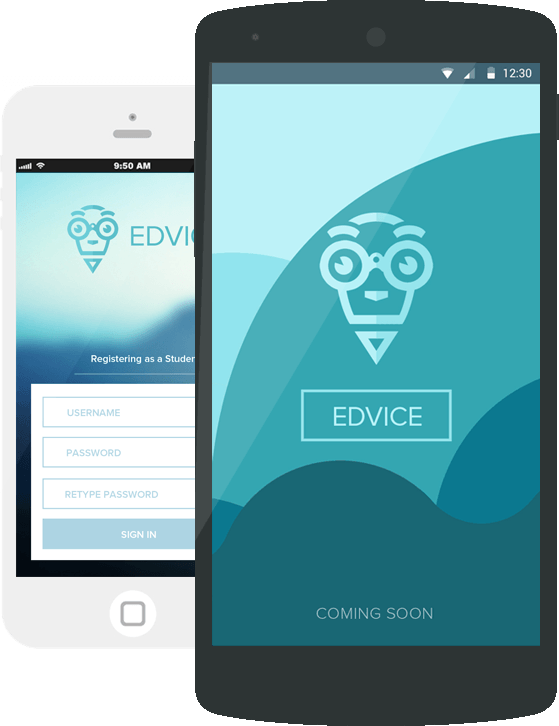 9:50 AM
EDVIC
Registering as a Studen
USERNAME
PASSWORD
RETYPE PASSWORD
SIGN IN
12:30
EDVICE
COMING SOON